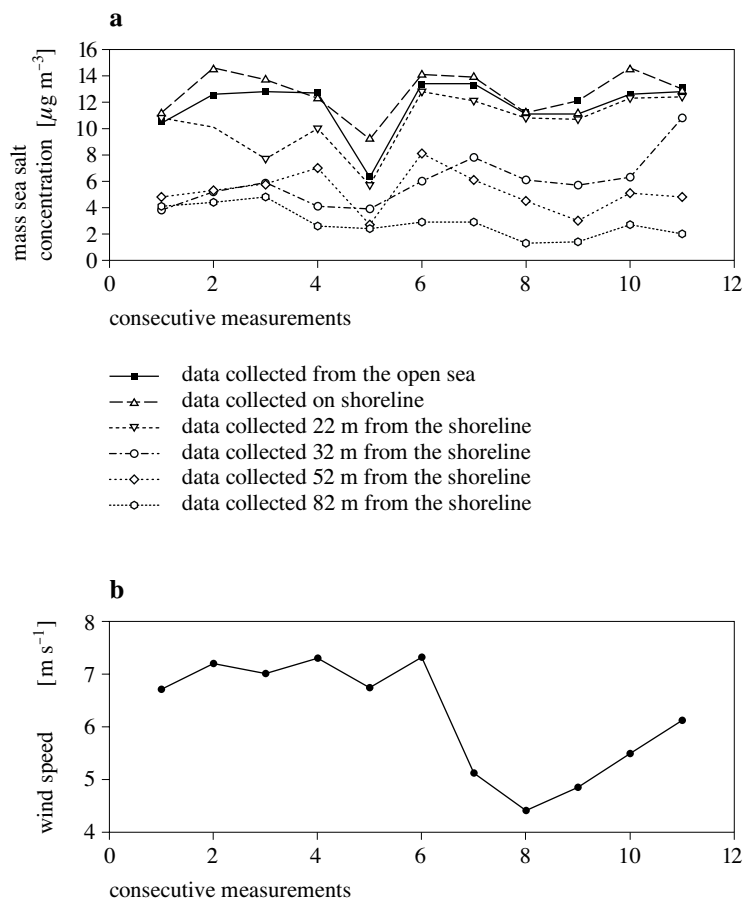 a
mass sea salt
concentration [μg m⁻³]
16
14
12
10
8
6
4
2
0
0 2 4 6 8 10 12
consecutive measurements
data collected from the open sea
data collected on shoreline
data collected 22 m from the shoreline
data collected 32 m from the shoreline
data collected 52 m from the shoreline
data collected 82 m from the shoreline
b
wind speed [m s⁻¹]
8
7
6
5
4
0 2 4 6 8 10 12
consecutive measurements